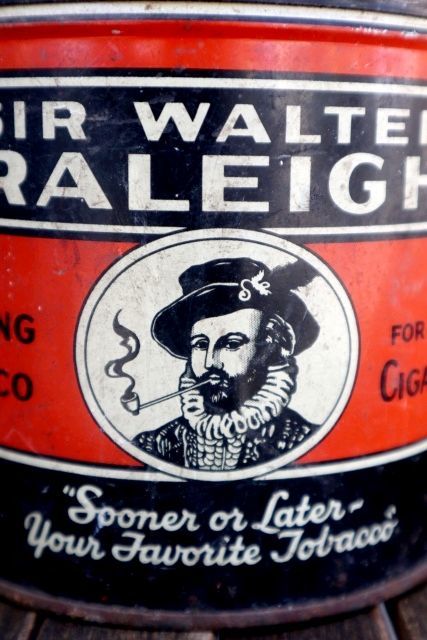 SIR WALTE
RALEIGH
NG
CO
FOR
CIGA
"Sooner or Later-
Your Favorite Tobacco"